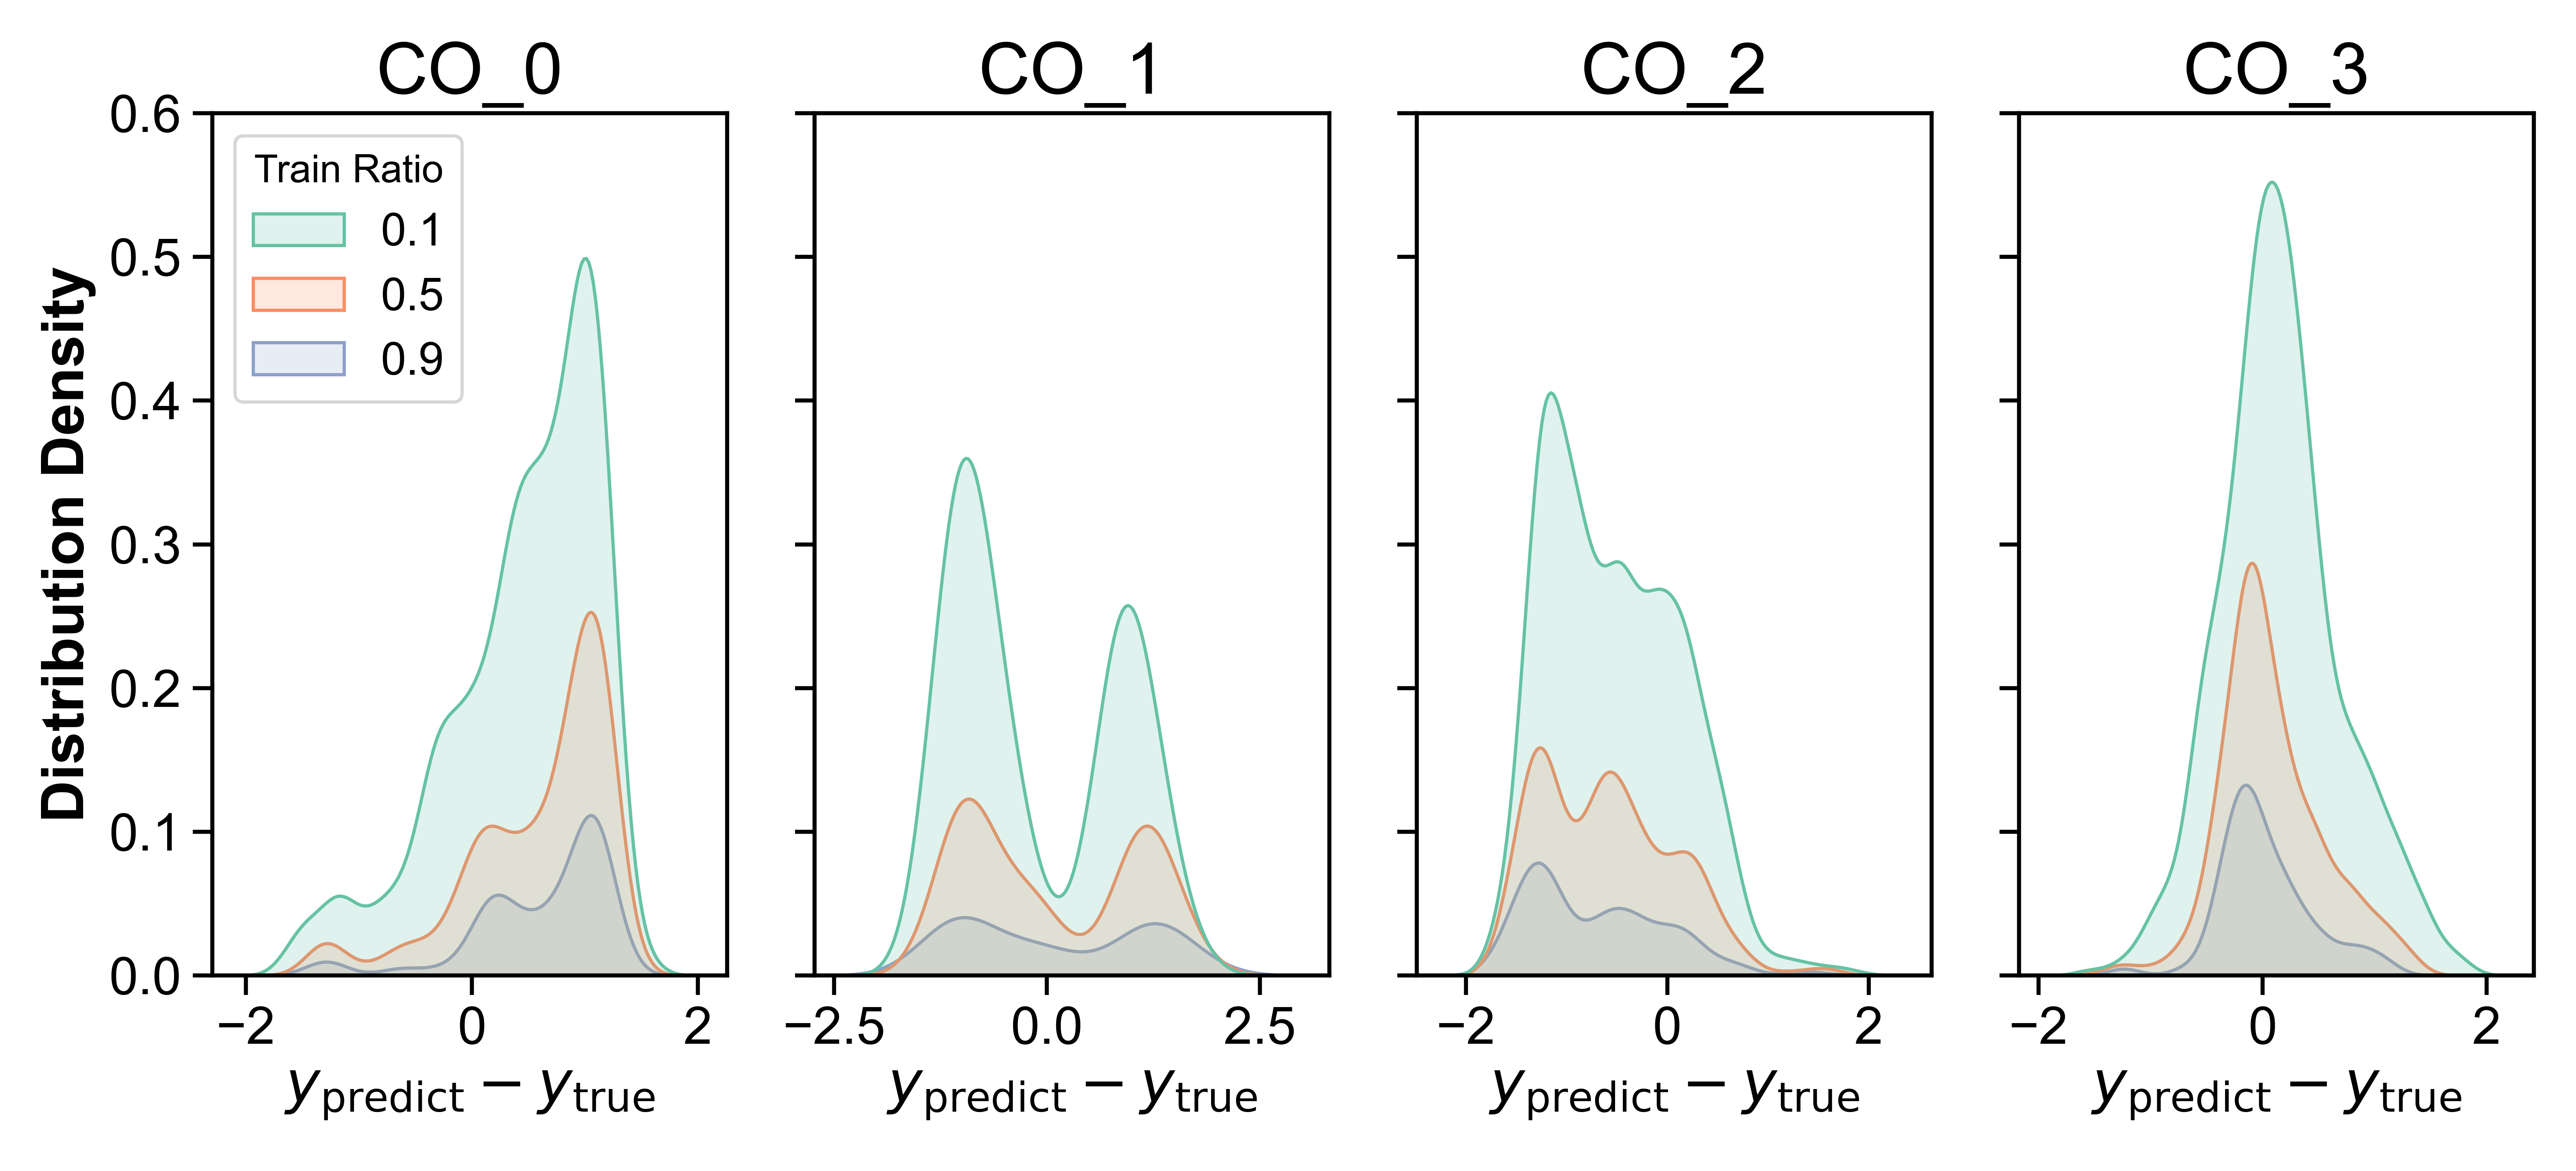 CO_0 CO_1 CO_2 CO_3
Distribution Density
0.6
0.5
0.4
0.3
0.2
0.1
0.0
Train Ratio
0.1
0.5
0.9
−2 0 2
−2.5 0.0 2.5
−2 0 2
−2 0 2
ypredict − ytrue
ypredict − ytrue
ypredict − ytrue
ypredict − ytrue